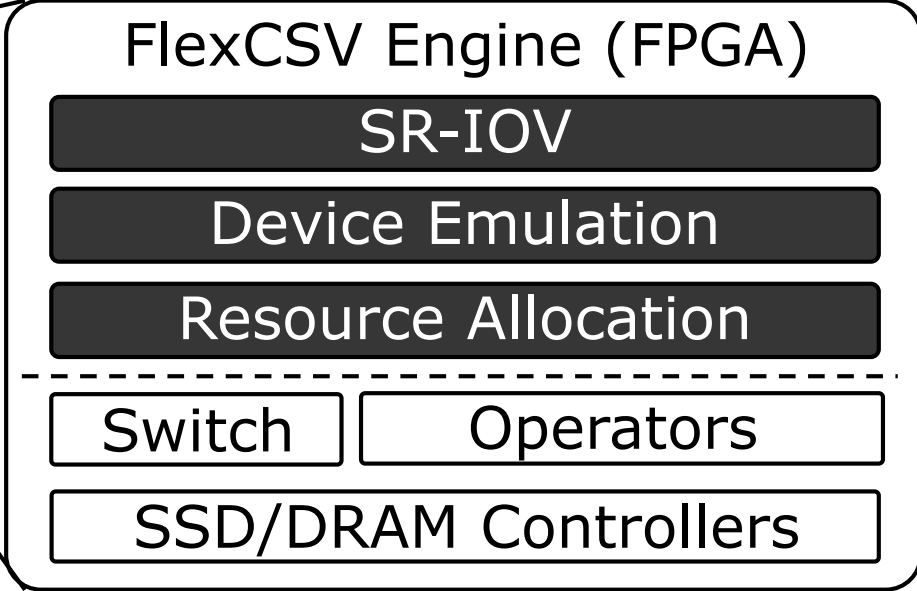 FlexCSV Engine (FPGA)
SR-IOV
Device Emulation
Resource Allocation
Switch Operators
SSD/DRAM Controllers